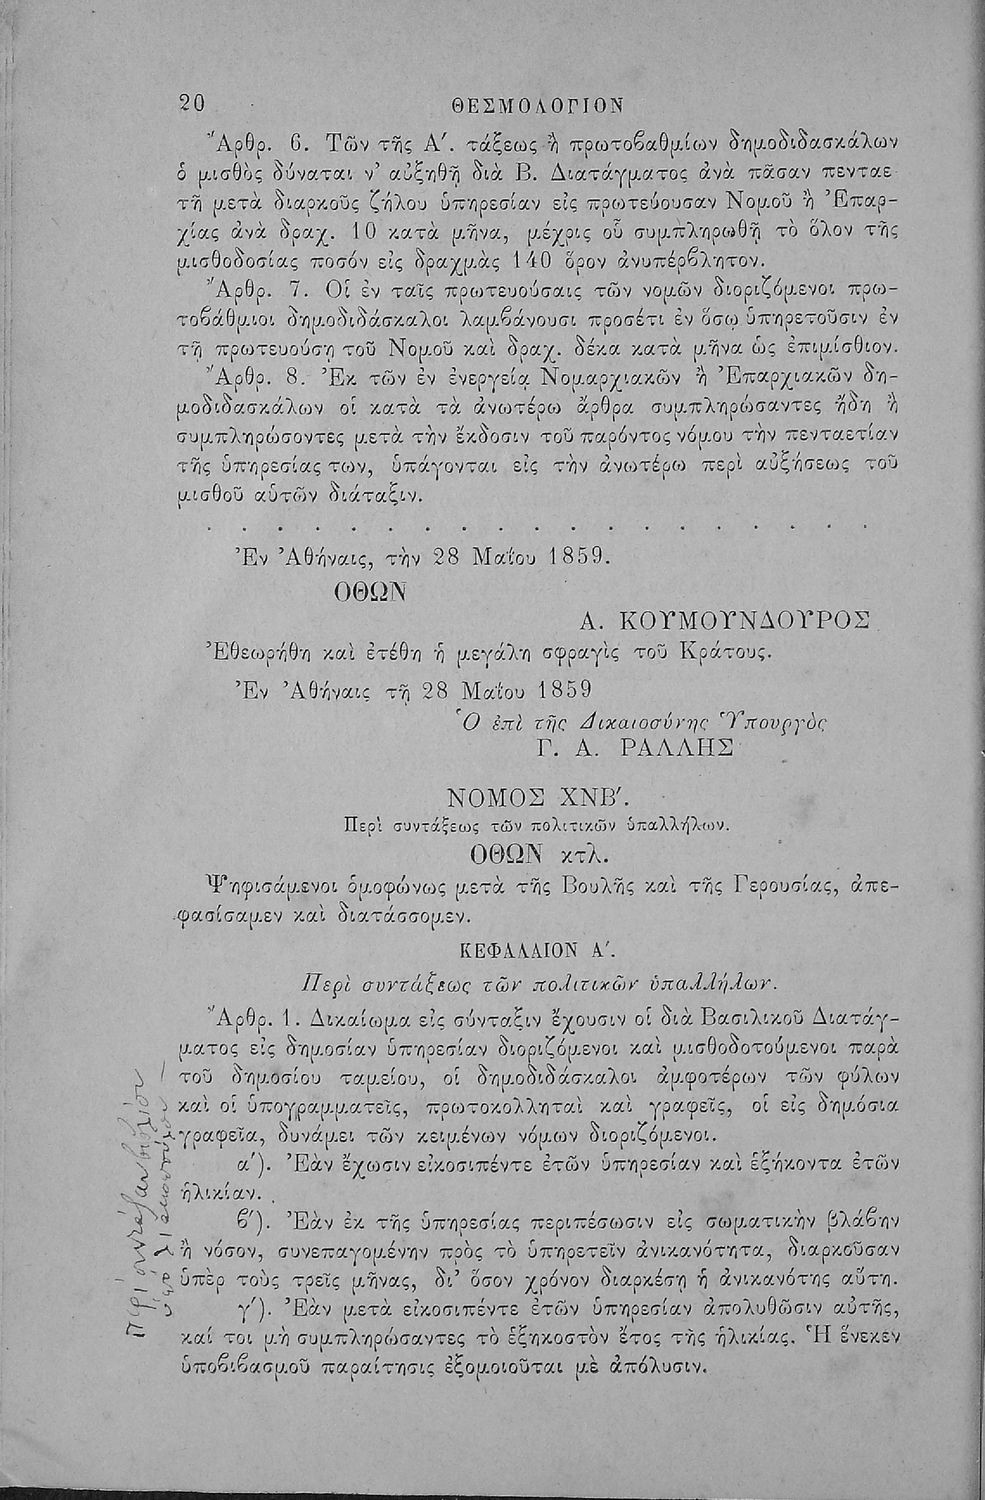 20 ΘΕΣΜΟΛΟΓΙΟΝ
Ἄρθρ. 6. Τῶν τῆς Α΄. τάξεως ἢ πρωτοβαθμίων δημοδιδασκάλων
ὁ μισθὸς δύναται ν’ αὐξηθῇ διὰ Β. Διατάγματος ἀνὰ πᾶσαν πενταε
τῆ μετὰ διαρκοῦς ζήλου ὑπηρεσίαν εἰς πρωτεύουσαν Νομοῦ ἢ Ἐπαρ-
χίας ἀνὰ δραχ. 10 κατὰ μῆνα, μέχρις οὗ συμπληρωθῇ τὸ ὅλον τῆς
μισθοδοσίας ποσόν εἰς δραχμὰς 140 ὅρον ἀνυπέρβλητον.
Ἄρθρ. 7. Οἱ ἐν ταῖς πρωτευούσαις τῶν νομῶν διοριζόμενοι πρω-
τοβάθμιοι δημοδιδάσκαλοι λαμβάνουσι προσέτι ἐν ὅσῳ ὑπηρετοῦσιν ἐν
τῇ πρωτευούσῃ τοῦ Νομοῦ καὶ δραχ. δέκα κατὰ μῆνα ὡς ἐπιμίσθιον.
Ἄρθρ. 8. Ἐκ τῶν ἐν ἐνεργείᾳ Νομαρχιακῶν ἢ Ἐπαρχιακῶν δη-
μοδιδασκάλων οἱ κατὰ τὰ ἀνωτέρω ἄρθρα συμπληρώσαντες ἤδη ἢ
συμπληρώσοντες μετὰ τὴν ἔκδοσιν τοῦ παρόντος νόμου τὴν πενταετίαν
τῆς ὑπηρεσίας των, ὑπάγονται εἰς τὴν ἀνωτέρω περὶ αὐξήσεως τοῦ
μισθοῦ αὐτῶν διάταξιν.
. . . . . . . . . . . . . . . . . . .
Ἐν Ἀθήναις, τὴν 28 Μαΐου 1859.
ΟΘΩΝ
Α. ΚΟΥΜΟΥΝΔΟΥΡΟΣ
Ἐθεωρήθη καὶ ἐτέθη ἡ μεγάλη σφραγὶς τοῦ Κράτους.
Ἐν Ἀθήναις τῇ 28 Μαΐου 1859
Ὁ ἐπὶ τῆς Δικαιοσύνης Ὑπουργὸς
Γ. Α. ΡΑΛΛΗΣ
ΝΟΜΟΣ ΧΝΒ΄.
Περὶ συντάξεως τῶν πολιτικῶν ὑπαλλήλων.
ΟΘΩΝ κτλ.
Ψηφισάμενοι ὁμοφώνως μετὰ τῆς Βουλῆς καὶ τῆς Γερουσίας, ἀπε-
φασίσαμεν καὶ διατάσσομεν.
ΚΕΦΑΛΑΙΟΝ Α΄.
Περὶ συντάξεως τῶν πολιτικῶν ὑπαλλήλων.
Ἄρθρ. 1. Δικαίωμα εἰς σύνταξιν ἔχουσιν οἱ διὰ Βασιλικοῦ Διατάγ-
ματος εἰς δημοσίαν ὑπηρεσίαν διοριζόμενοι καὶ μισθοδοτούμενοι παρὰ
τοῦ δημοσίου ταμείου, οἱ δημοδιδάσκαλοι ἀμφοτέρων τῶν φύλων
καὶ οἱ ὑπογραμματεῖς, πρωτοκολληταὶ καὶ γραφεῖς, οἱ εἰς δημόσια
γραφεῖα, δυνάμει τῶν κειμένων νόμων διοριζόμενοι.
α΄). Ἐὰν ἔχωσιν εἰκοσιπέντε ἐτῶν ὑπηρεσίαν καὶ ἑξήκοντα ἐτῶν
ἡλικίαν.
β΄). Ἐὰν ἐκ τῆς ὑπηρεσίας περιπέσωσιν εἰς σωματικὴν βλάβην
ἢ νόσον, συνεπαγομένην πρὸς τὸ ὑπηρετεῖν ἀνικανότητα, διαρκοῦσαν
ὑπὲρ τοὺς τρεῖς μῆνας, δι’ ὅσον χρόνον διαρκέσῃ ἡ ἀνικανότης αὕτη.
γ΄). Ἐὰν μετὰ εἰκοσιπέντε ἐτῶν ὑπηρεσίαν ἀπολυθῶσιν αὐτῆς,
καί τοι μὴ συμπληρώσαντες τὸ ἑξηκοστὸν ἔτος τῆς ἡλικίας. Ἡ ἕνεκεν
ὑποβιβασμοῦ παραίτησις ἐξομοιοῦται μὲ ἀπόλυσιν.